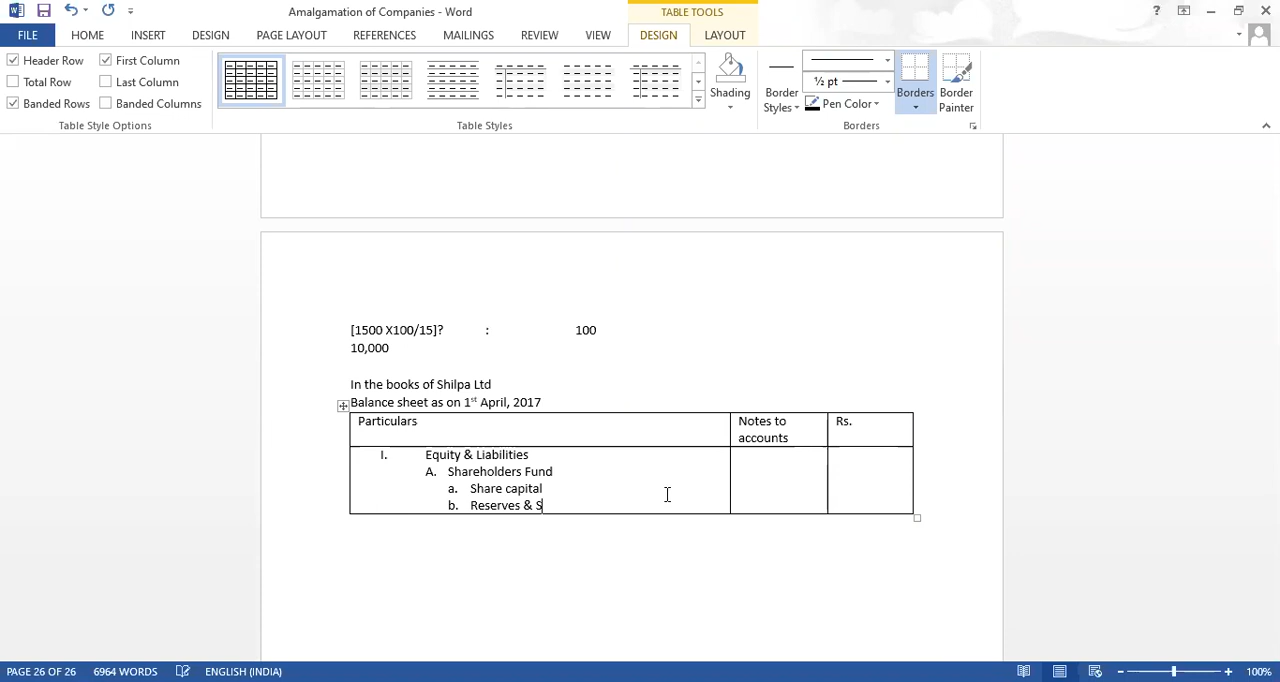 Amalgamation of Companies - Word
TABLE TOOLS
?
FILE
HOME
INSERT
DESIGN
PAGE LAYOUT
REFERENCES
MAILINGS
REVIEW
VIEW
DESIGN
LAYOUT
Header Row
First Column
Total Row
Last Column
Banded Rows
Banded Columns
Table Style Options
Table Styles
Shading
Border Styles
½ pt
Pen Color
Borders
Border Painter
Borders
[1500 X100/15]? : 100
10,000
In the books of Shilpa Ltd
Balance sheet as on 1st April, 2017
Particulars
Notes to accounts
Rs.
I. Equity & Liabilities
A. Shareholders Fund
a. Share capital
b. Reserves & S
PAGE 26 OF 26
6964 WORDS
ENGLISH (INDIA)
100%